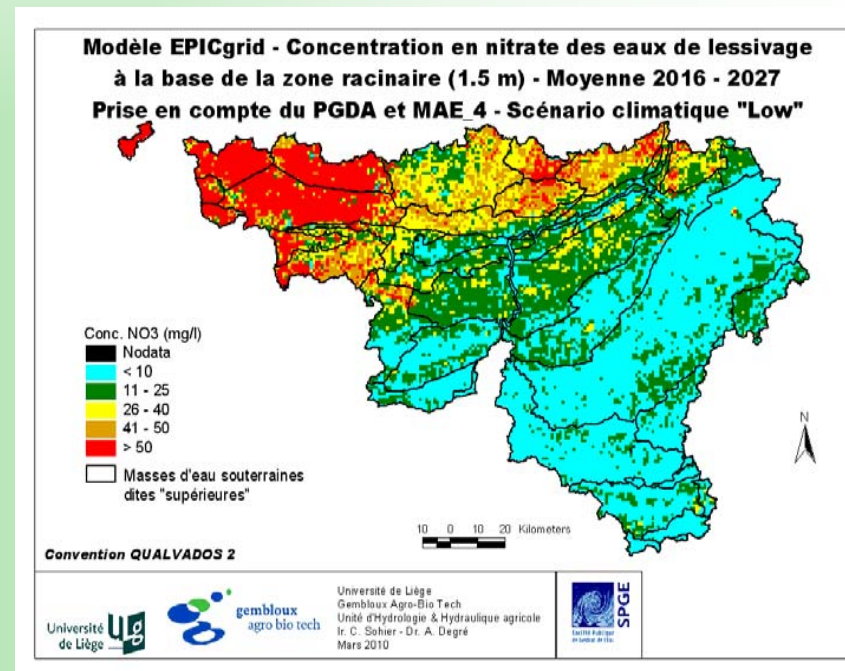 Modèle EPICgrid - Concentration en nitrate des eaux de lessivage
à la base de la zone racinaire (1.5 m) - Moyenne 2016 - 2027
Prise en compte du PGDA et MAE_4 - Scénario climatique "Low"
Conc. NO3 (mg/l)
Nodata
< 10
11 - 25
26 - 40
41 - 50
> 50
Masses d'eau souterraines
dites "supérieures"
N
10 0 10 20 Kilometers
Convention QUALVADOS 2
Université
de Liège
gembloux
agro bio tech
Université de Liège
Gembloux Agro-Bio Tech
Unité d'Hydrologie & Hydraulique agricole
Ir. C. Sohier - Dr. A. Degré
Mars 2010
SPGE